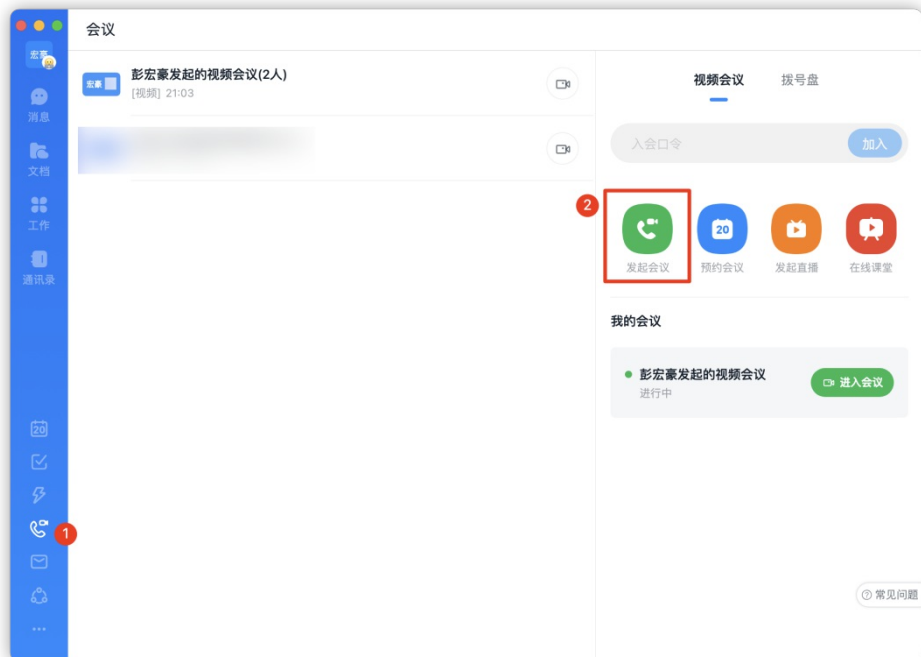 会议
宏豪
消息
文档
工作
通讯录
20
1
宏豪
彭宏豪发起的视频会议(2人)
[视频] 21:03
视频会议
拨号盘
入会口令
加入
2
20
发起会议
预约会议
发起直播
在线课堂
我的会议
彭宏豪发起的视频会议
进行中
进入会议
? 常见问题